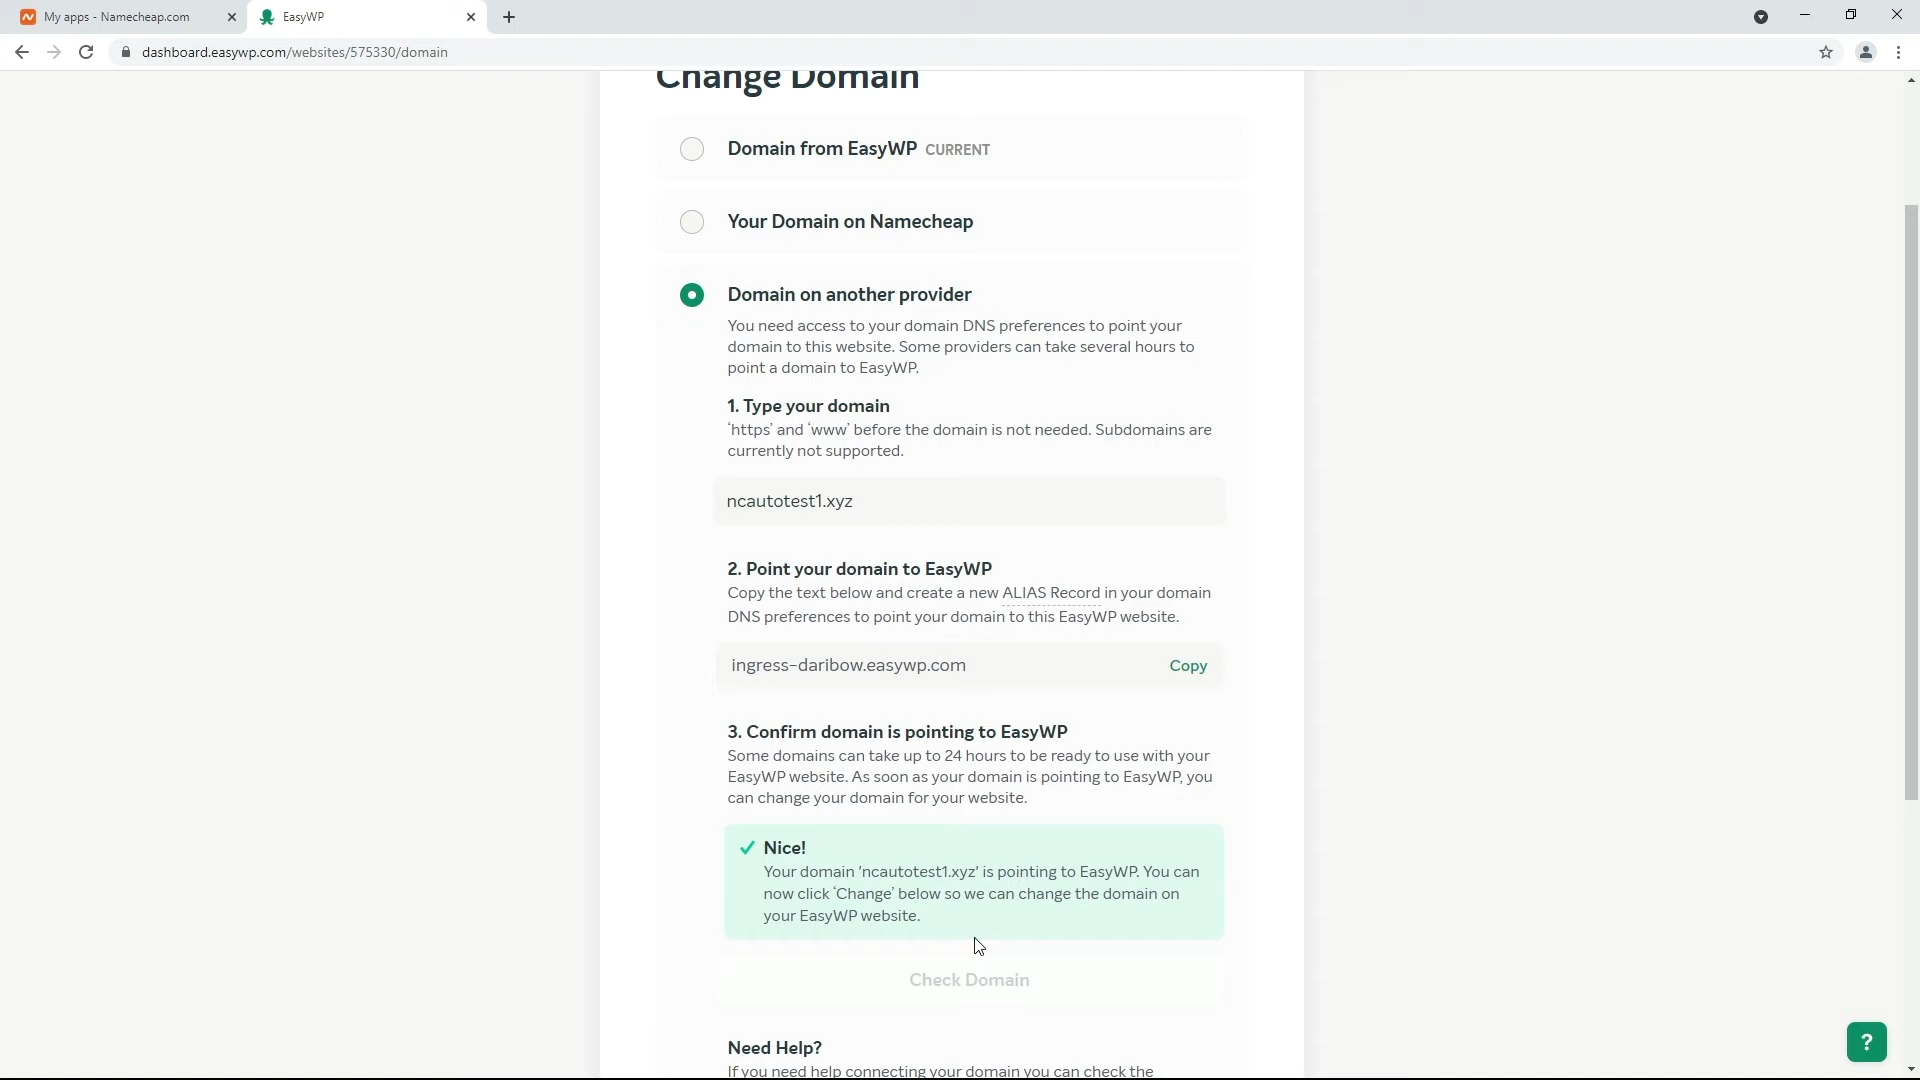 My apps - Namecheap.com
EasyWP
dashboard.easywp.com/websites/575330/domain
Change Domain
Domain from EasyWP CURRENT
Your Domain on Namecheap
Domain on another provider
You need access to your domain DNS preferences to point your
domain to this website. Some providers can take several hours to
point a domain to EasyWP.
1. Type your domain
‘https’ and ‘www’ before the domain is not needed. Subdomains are
currently not supported.
ncautotest1.xyz
2. Point your domain to EasyWP
Copy the text below and create a new ALIAS Record in your domain
DNS preferences to point your domain to this EasyWP website.
ingress-daribow.easywp.com Copy
3. Confirm domain is pointing to EasyWP
Some domains can take up to 24 hours to be ready to use with your
EasyWP website. As soon as your domain is pointing to EasyWP, you
can change your domain for your website.
Nice!
Your domain 'ncautotest1.xyz' is pointing to EasyWP. You can
now click ‘Change’ below so we can change the domain on
your EasyWP website.
Check Domain
Need Help?
If you need help connecting your domain you can check the
?